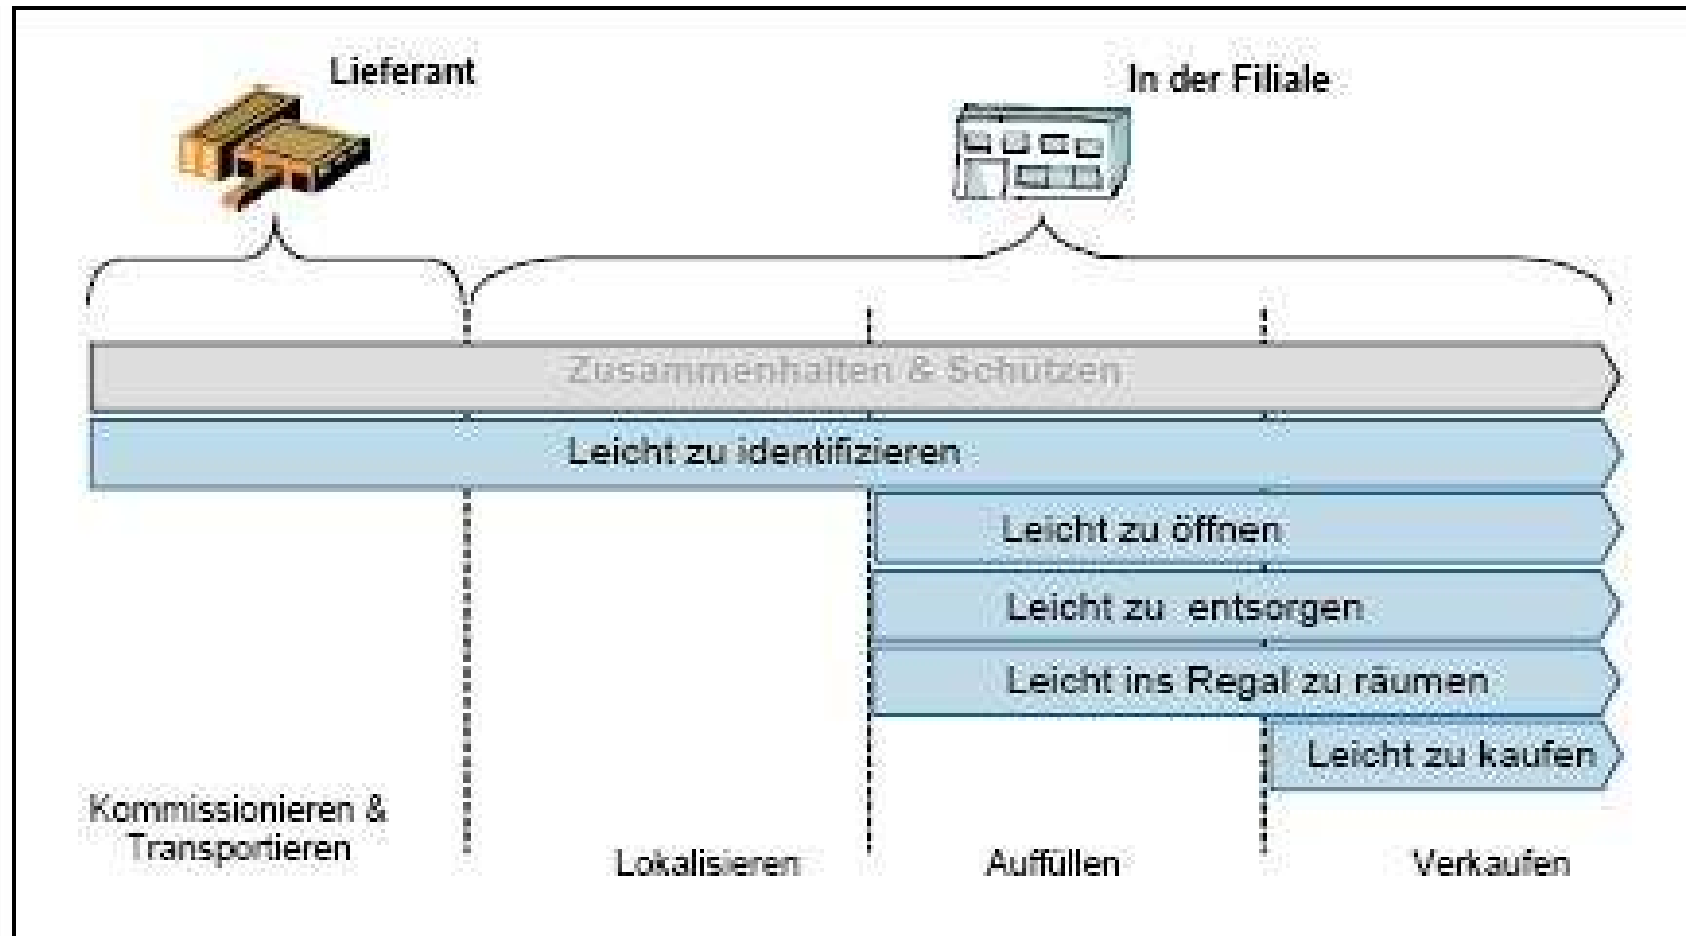 Lieferant
In der Filiale
Zusammenhalten & Schützen
Leicht zu identifizieren
Leicht zu öffnen
Leicht zu entsorgen
Leicht ins Regal zu räumen
Leicht zu kaufen
Kommissionieren &
Transportieren
Lokalisieren
Auffüllen
Verkaufen